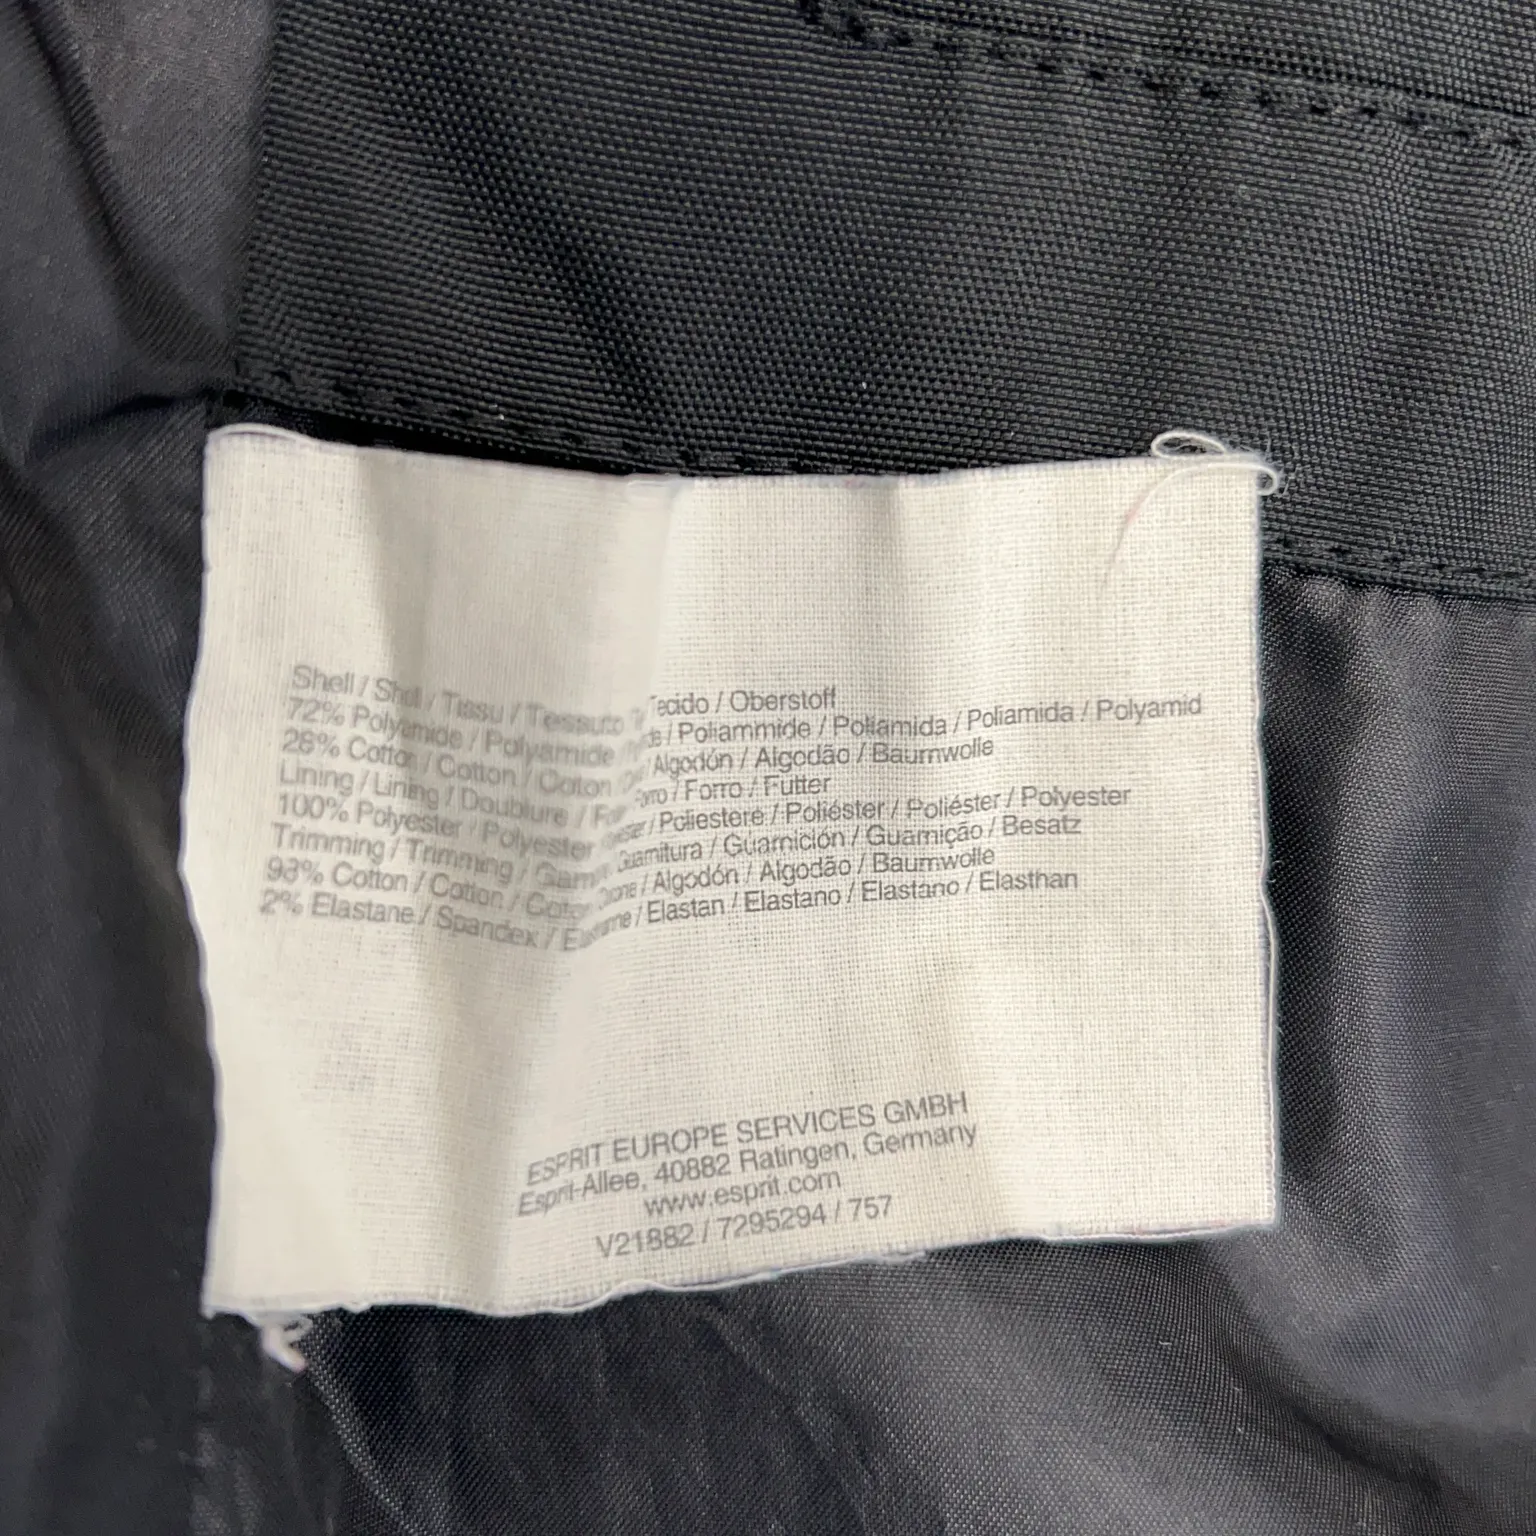 Shell / Shell / Tissu / Tessuto / Tecido / Oberstoff
72% Polyamide / Polyamide / Poliammide / Poliamida / Poliamida / Polyamid
28% Cotton / Cotton / Coton / Algodón / Algodão / Baumwolle
Lining / Lining / Doublure / Forro / Forro / Futter
100% Polyester / Polyester / Poliestere / Poliéster / Poliéster / Polyester
Trimming / Trimming / Guarnitura / Guarnición / Guarnição / Besatz
98% Cotton / Cotton / Coton / Algodón / Algodão / Baumwolle
2% Elastane / Spandex / Elastan / Elastano / Elastano / Elasthan
ESPRIT EUROPE SERVICES GMBH
Esprit-Allee, 40882 Ratingen, Germany
www.esprit.com
V21882 / 7295294 / 757